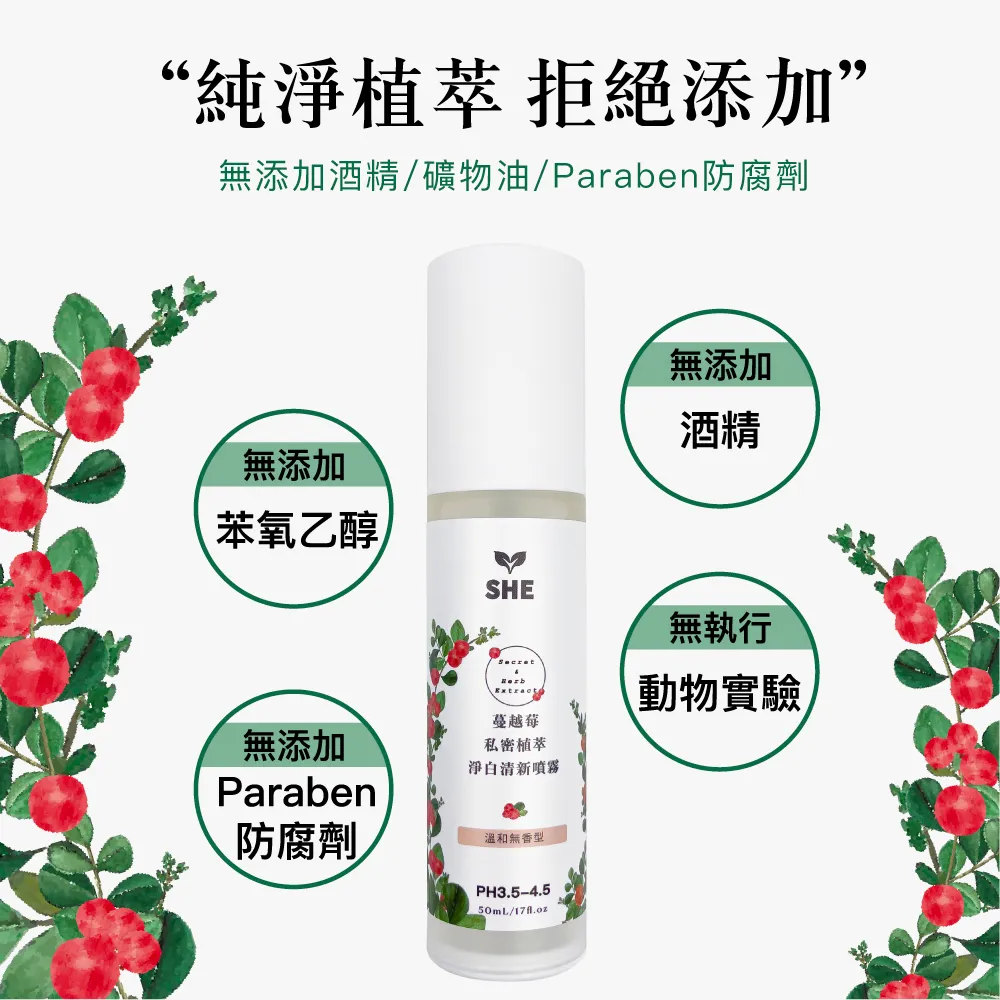 “純淨植萃 拒絕添加”
無添加酒精/礦物油/Paraben防腐劑
無添加
酒精
無添加
苯氧乙醇
無執行
動物實驗
無添加
Paraben
防腐劑
SHE
Secret
&
Herb
Extract
蔓越莓
私密植萃
淨白清新噴霧
溫和無香型
PH3.5–4.5
50mL/17fl.oz